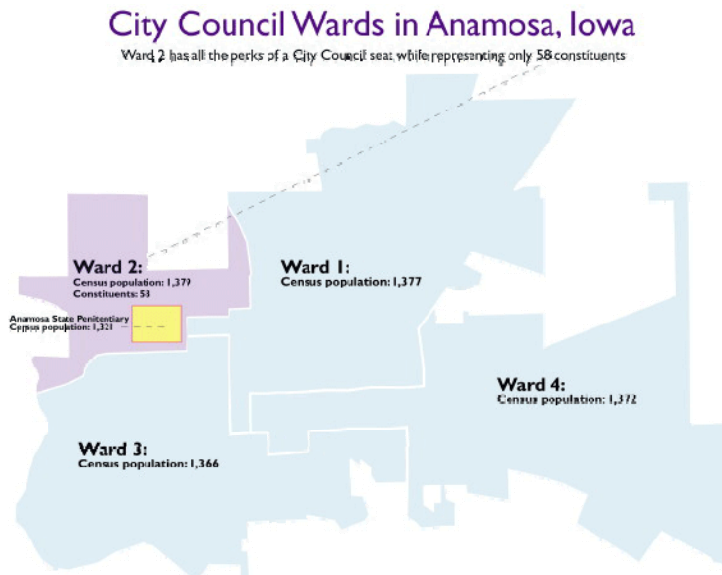 City Council Wards in Anamosa, Iowa
Ward 2 has all the perks of a City Council seat while representing only 58 constituents
Ward 2:
Census population: 1,379
Constituents: 58
Ward 1:
Census population: 1,377
Anamosa State Penitentiary
Census population: 1,321
Ward 4:
Census population: 1,372
Ward 3:
Census population: 1,366